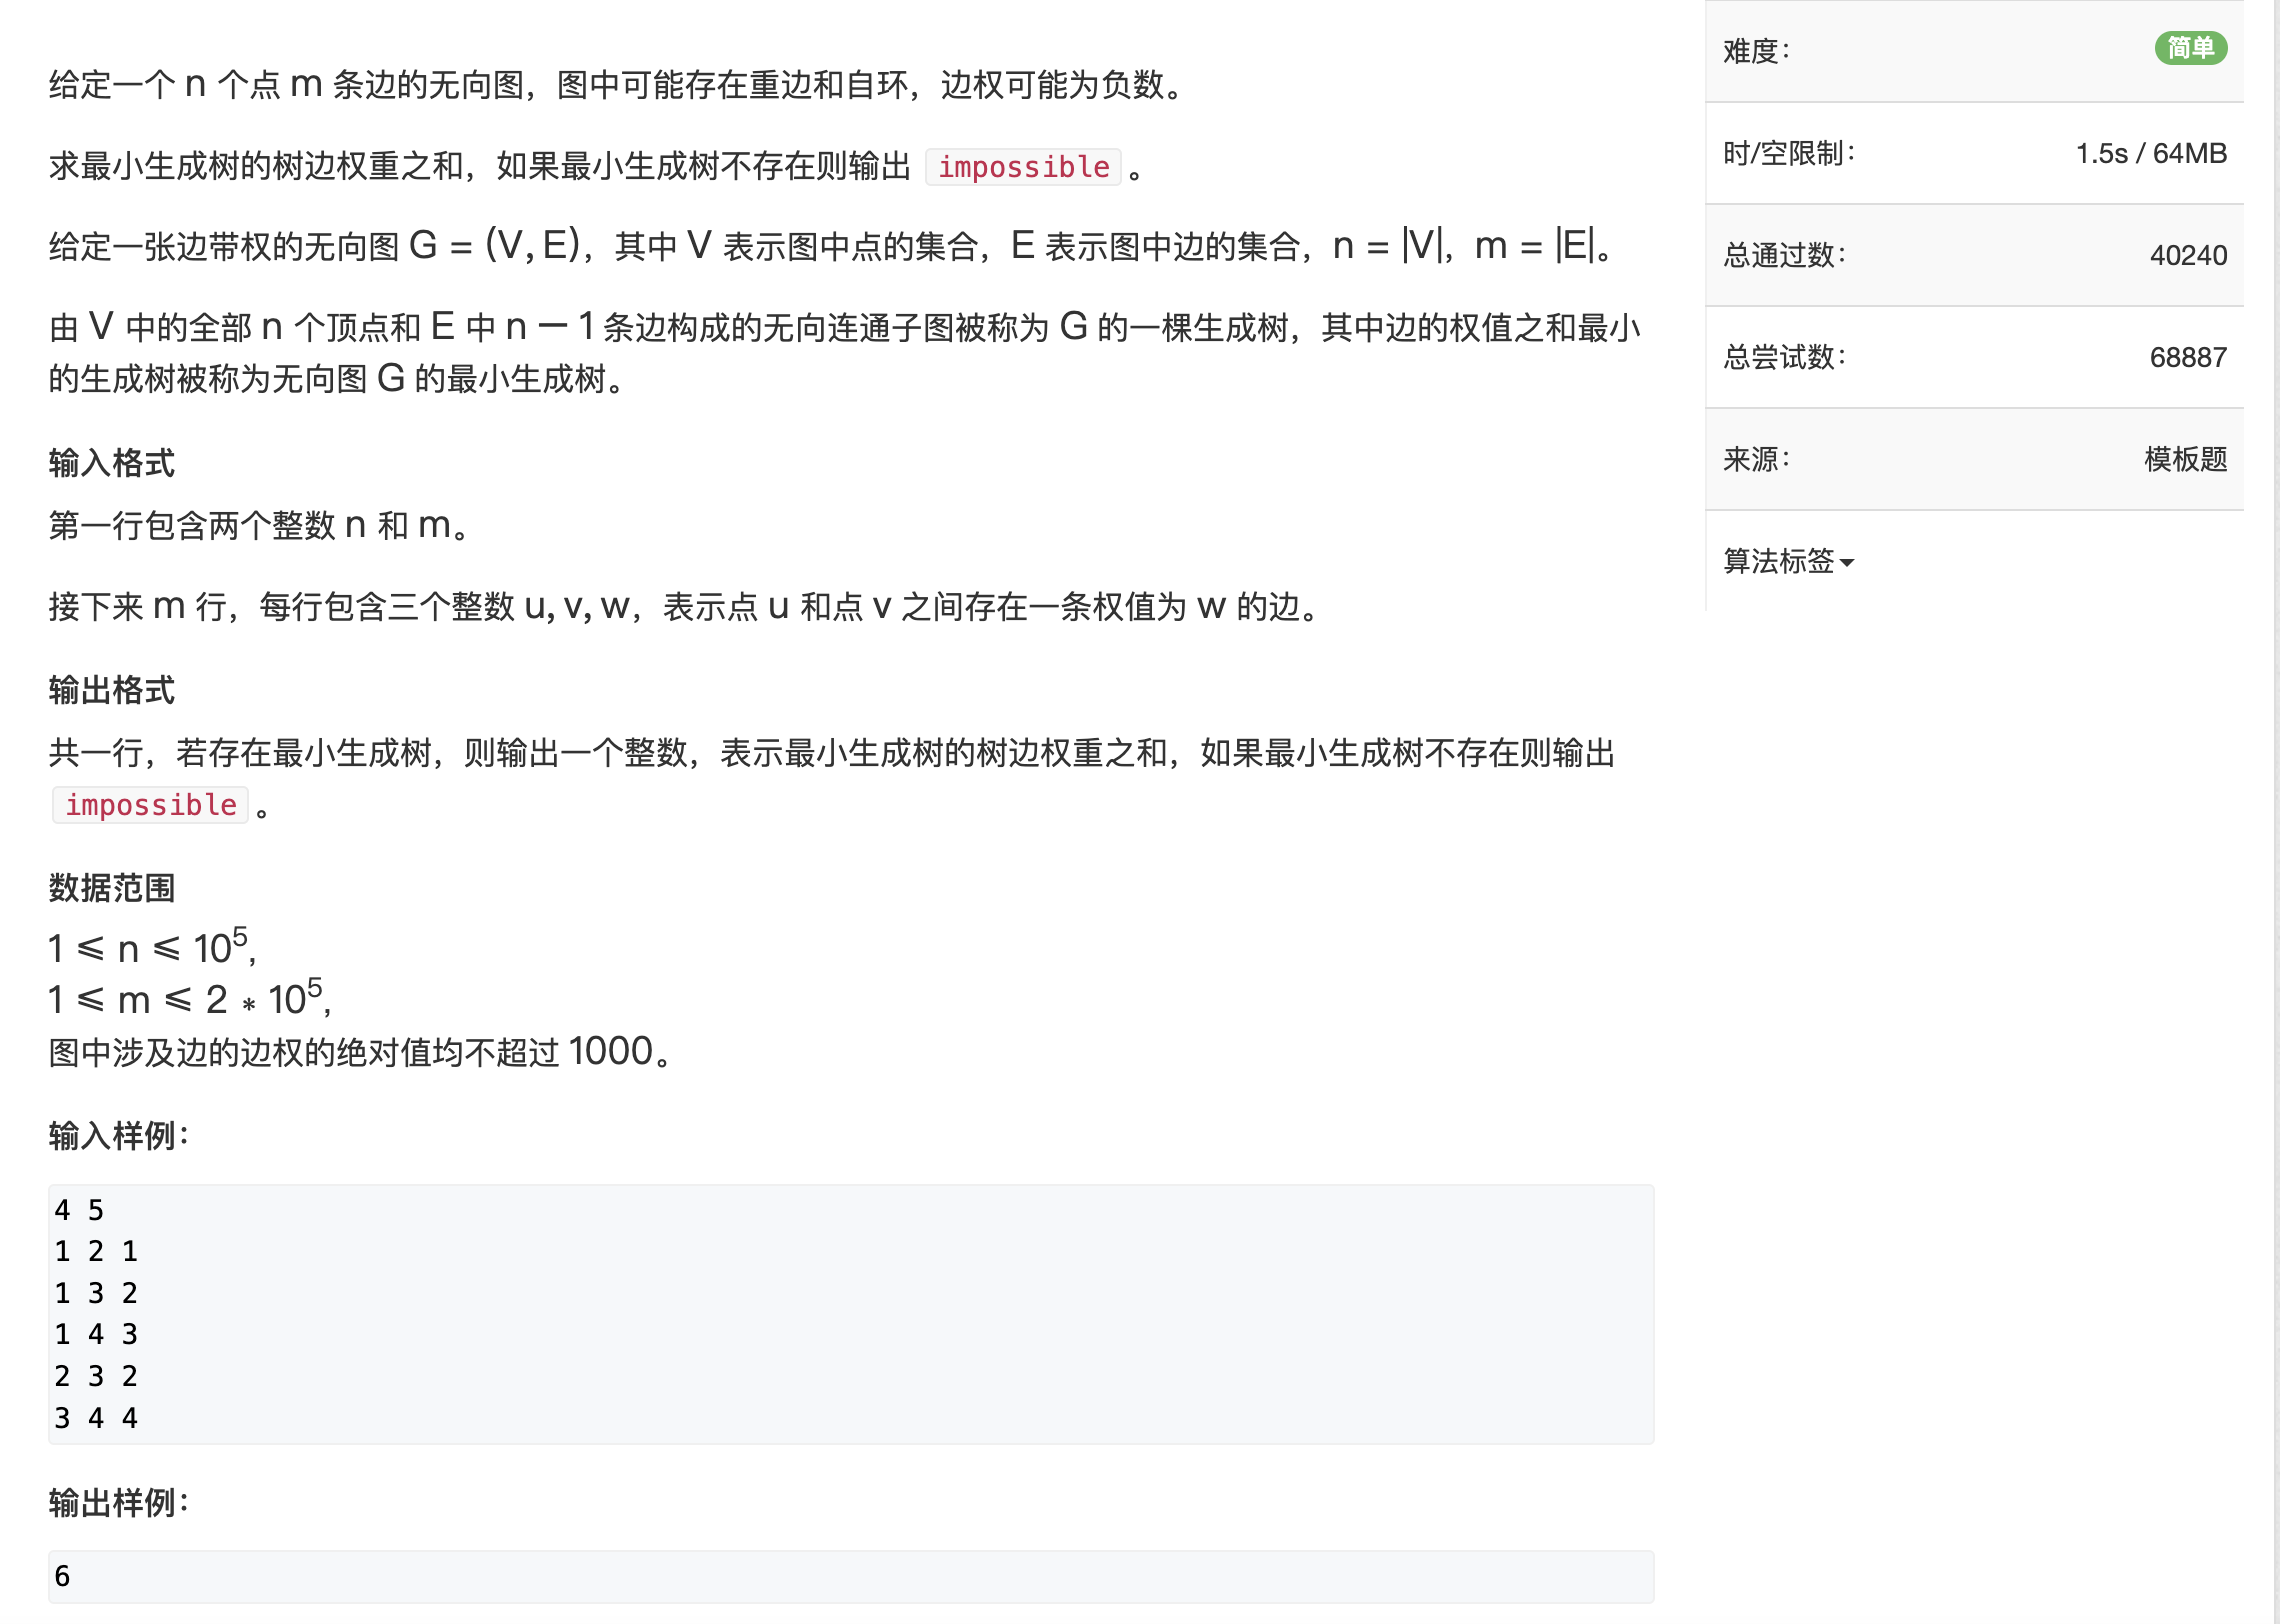 给定一个 n 个点 m 条边的无向图，图中可能存在重边和自环，边权可能为负数。
求最小生成树的树边权重之和，如果最小生成树不存在则输出 impossible 。
给定一张边带权的无向图 G = (V, E)，其中 V 表示图中点的集合，E 表示图中边的集合，n = |V|，m = |E|。
由 V 中的全部 n 个顶点和 E 中 n − 1 条边构成的无向连通子图被称为 G 的一棵生成树，其中边的权值之和最小
的生成树被称为无向图 G 的最小生成树。
输入格式
第一行包含两个整数 n 和 m。
接下来 m 行，每行包含三个整数 u, v, w，表示点 u 和点 v 之间存在一条权值为 w 的边。
输出格式
共一行，若存在最小生成树，则输出一个整数，表示最小生成树的树边权重之和，如果最小生成树不存在则输出
impossible 。
数据范围
1 ⩽ n ⩽ 10⁵,
1 ⩽ m ⩽ 2 * 10⁵,
图中涉及边的边权的绝对值均不超过 1000。
输入样例：
4 5
1 2 1
1 3 2
1 4 3
2 3 2
3 4 4
输出样例：
6
难度： 简单
时/空限制： 1.5s / 64MB
总通过数： 40240
总尝试数： 68887
来源： 模板题
算法标签